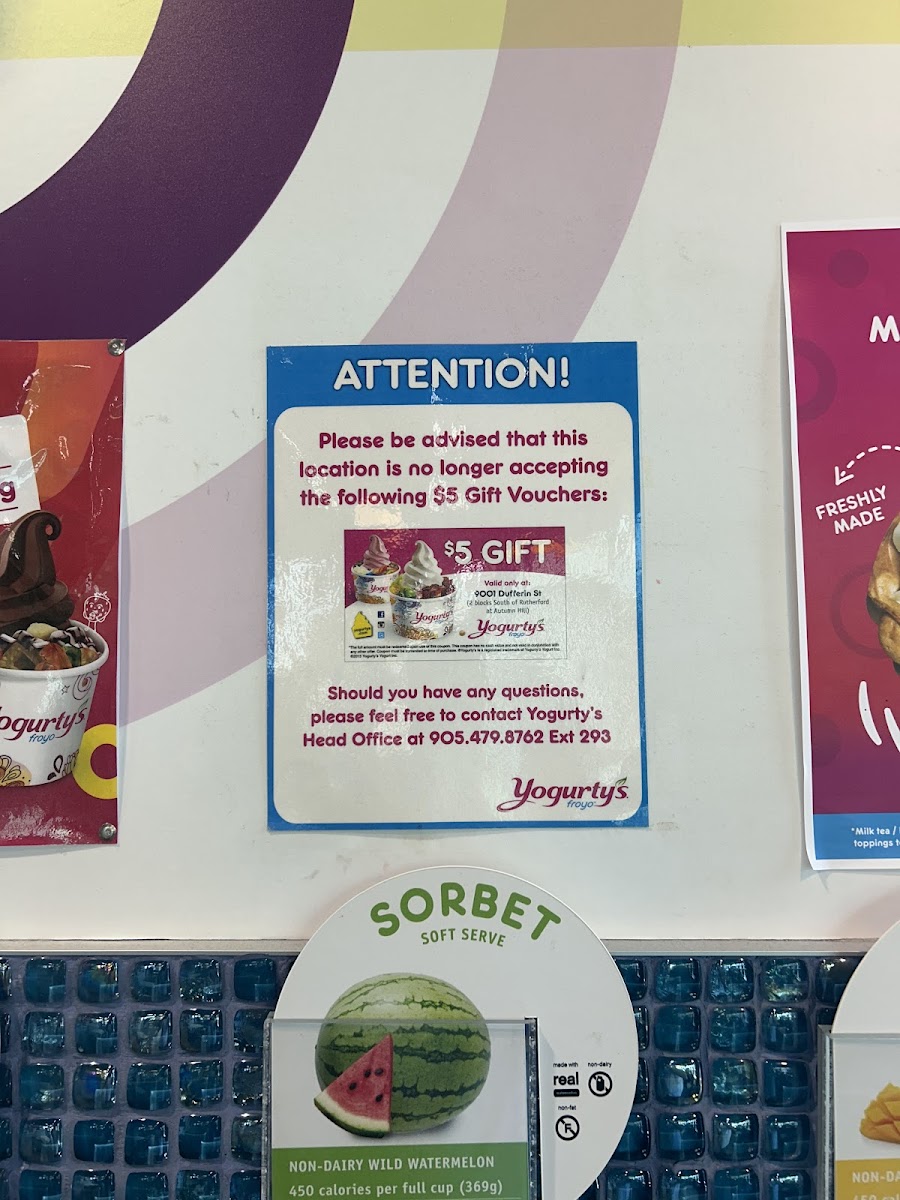 ATTENTION!
Please be advised that this
location is no longer accepting
the following $5 Gift Vouchers:
$5 GIFT
Valid only at:
9001 Dufferin St
(2 blocks South of Rutherford
at Autumn Hill)
Yogurty's
froyo
Should you have any questions,
please feel free to contact Yogurty's
Head Office at 905.479.8762 Ext 293
Yogurty's
froyo
g
Yogurty's
froyo
M
FRESHLY
MADE
*Milk tea /
toppings
SORBET
SOFT SERVE
made with
real
non-dairy
non-fat
F
NON-DAIRY WILD WATERMELON
450 calories per full cup (369g)
NON-DA